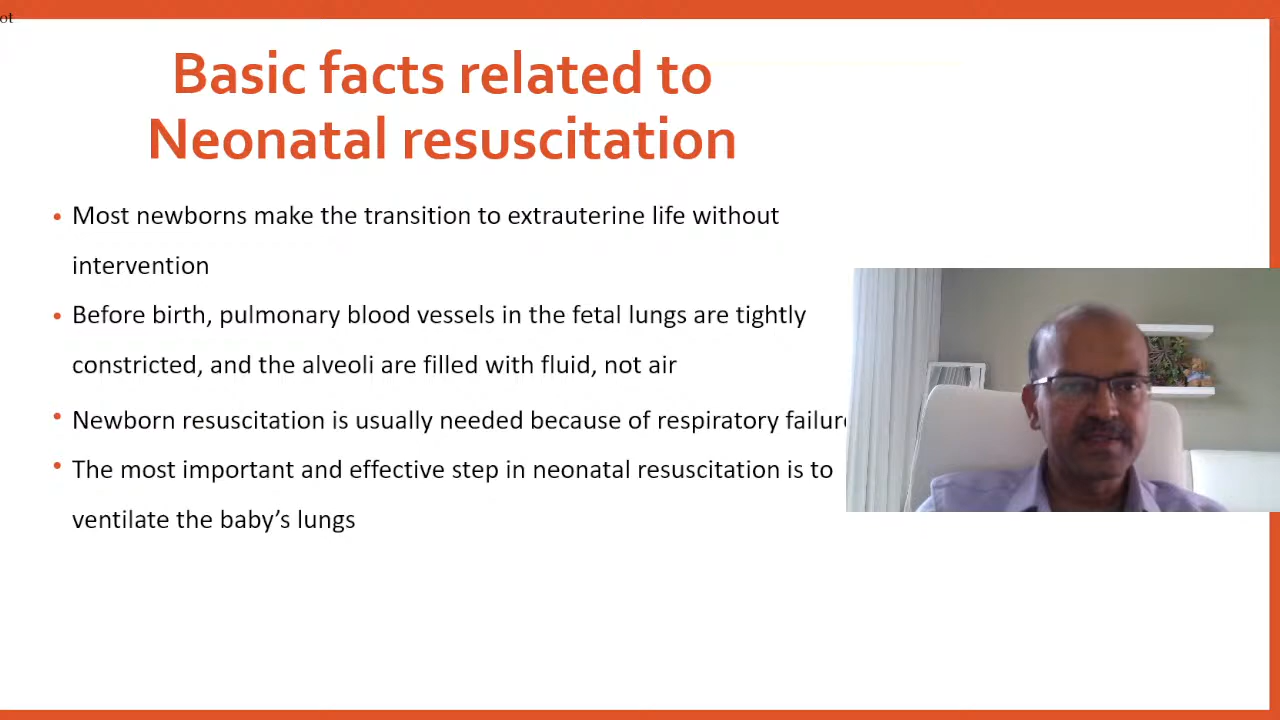 ot
Basic facts related to
Neonatal resuscitation
• Most newborns make the transition to extrauterine life without
intervention
• Before birth, pulmonary blood vessels in the fetal lungs are tightly
constricted, and the alveoli are filled with fluid, not air
• Newborn resuscitation is usually needed because of respiratory failure
• The most important and effective step in neonatal resuscitation is to
ventilate the baby’s lungs